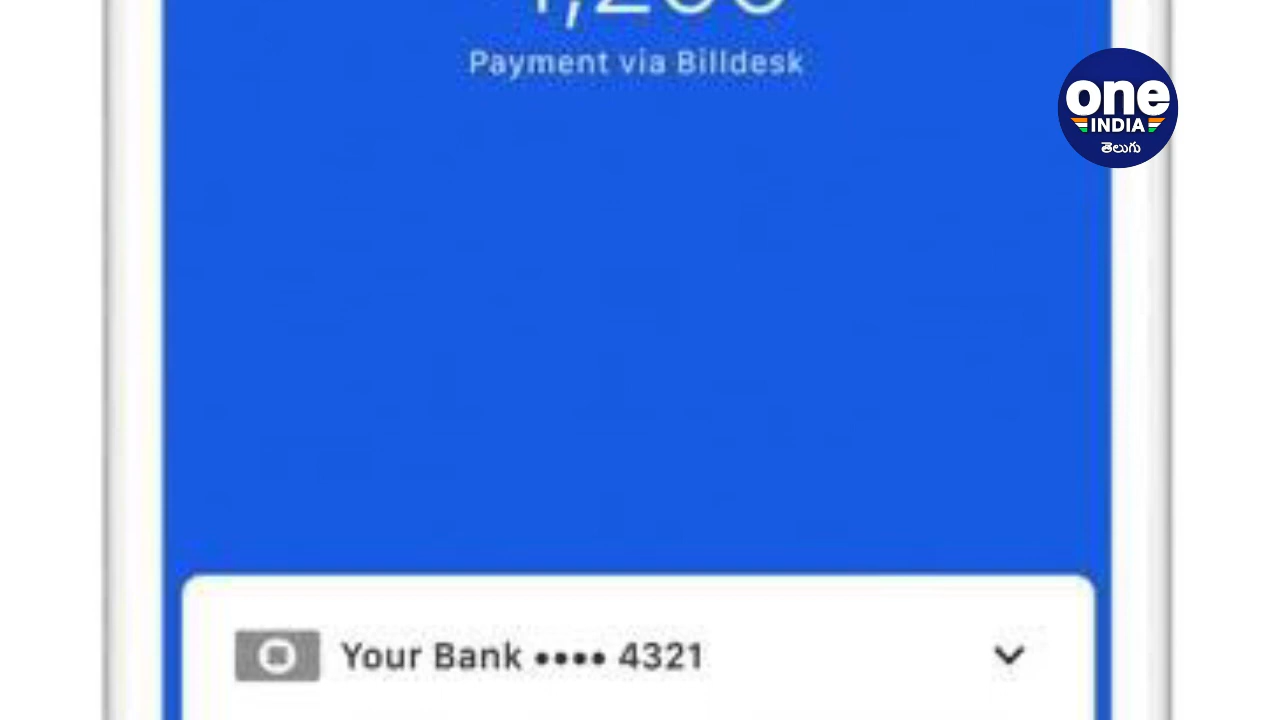 Payment via Billdesk
one
INDIA
తెలుగు
Your Bank •••• 4321